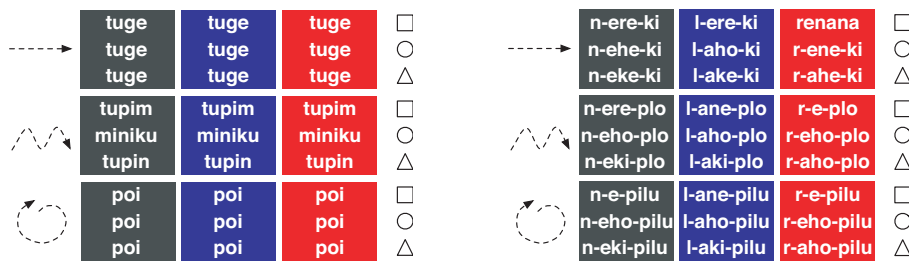 tuge tuge tuge
tuge tuge tuge
tuge tuge tuge
tupim tupim tupim
miniku miniku miniku
tupin tupin tupin
poi poi poi
poi poi poi
poi poi poi
n-ere-ki l-ere-ki renana
n-ehe-ki l-aho-ki r-ene-ki
n-eke-ki l-ake-ki r-ahe-ki
n-ere-plo l-ane-plo r-e-plo
n-eho-plo l-aho-plo r-eho-plo
n-eki-plo l-aki-plo r-aho-plo
n-e-pilu l-ane-pilu r-e-pilu
n-eho-pilu l-aho-pilu r-eho-pilu
n-eki-pilu l-aki-pilu r-aho-pilu